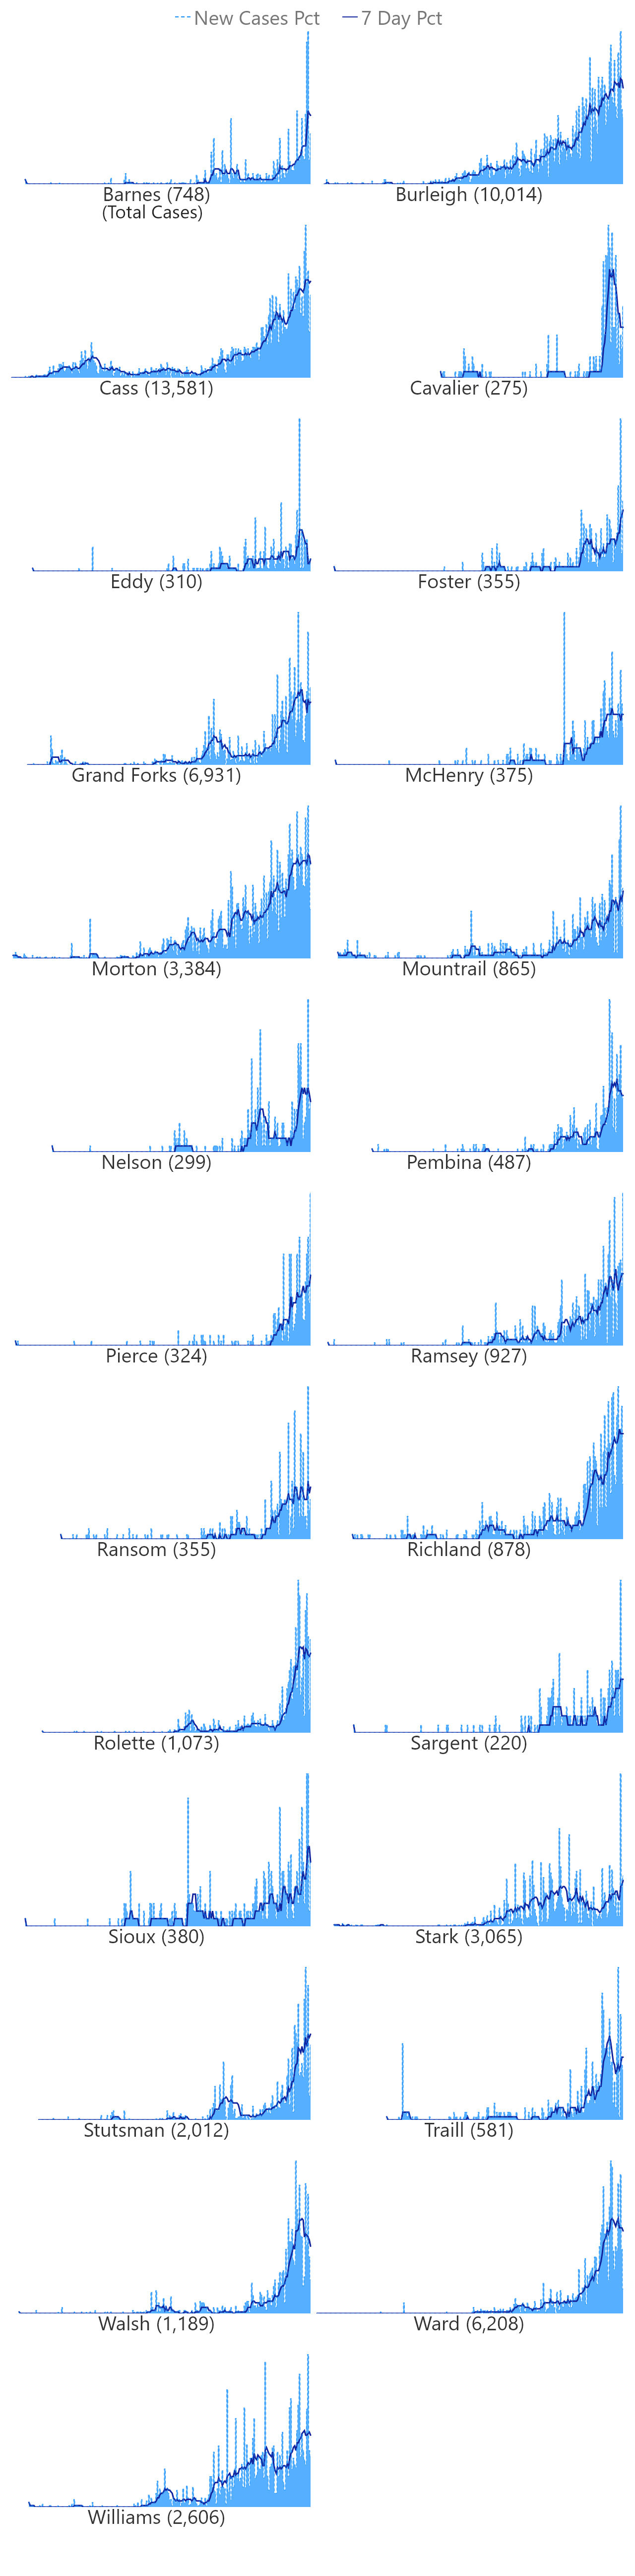 New Cases Pct 7 Day Pct
Barnes (748)
(Total Cases)
Burleigh (10,014)
Cass (13,581)
Cavalier (275)
Eddy (310)
Foster (355)
Grand Forks (6,931)
McHenry (375)
Morton (3,384)
Mountrail (865)
Nelson (299)
Pembina (487)
Pierce (324)
Ramsey (927)
Ransom (355)
Richland (878)
Rolette (1,073)
Sargent (220)
Sioux (380)
Stark (3,065)
Stutsman (2,012)
Traill (581)
Walsh (1,189)
Ward (6,208)
Williams (2,606)